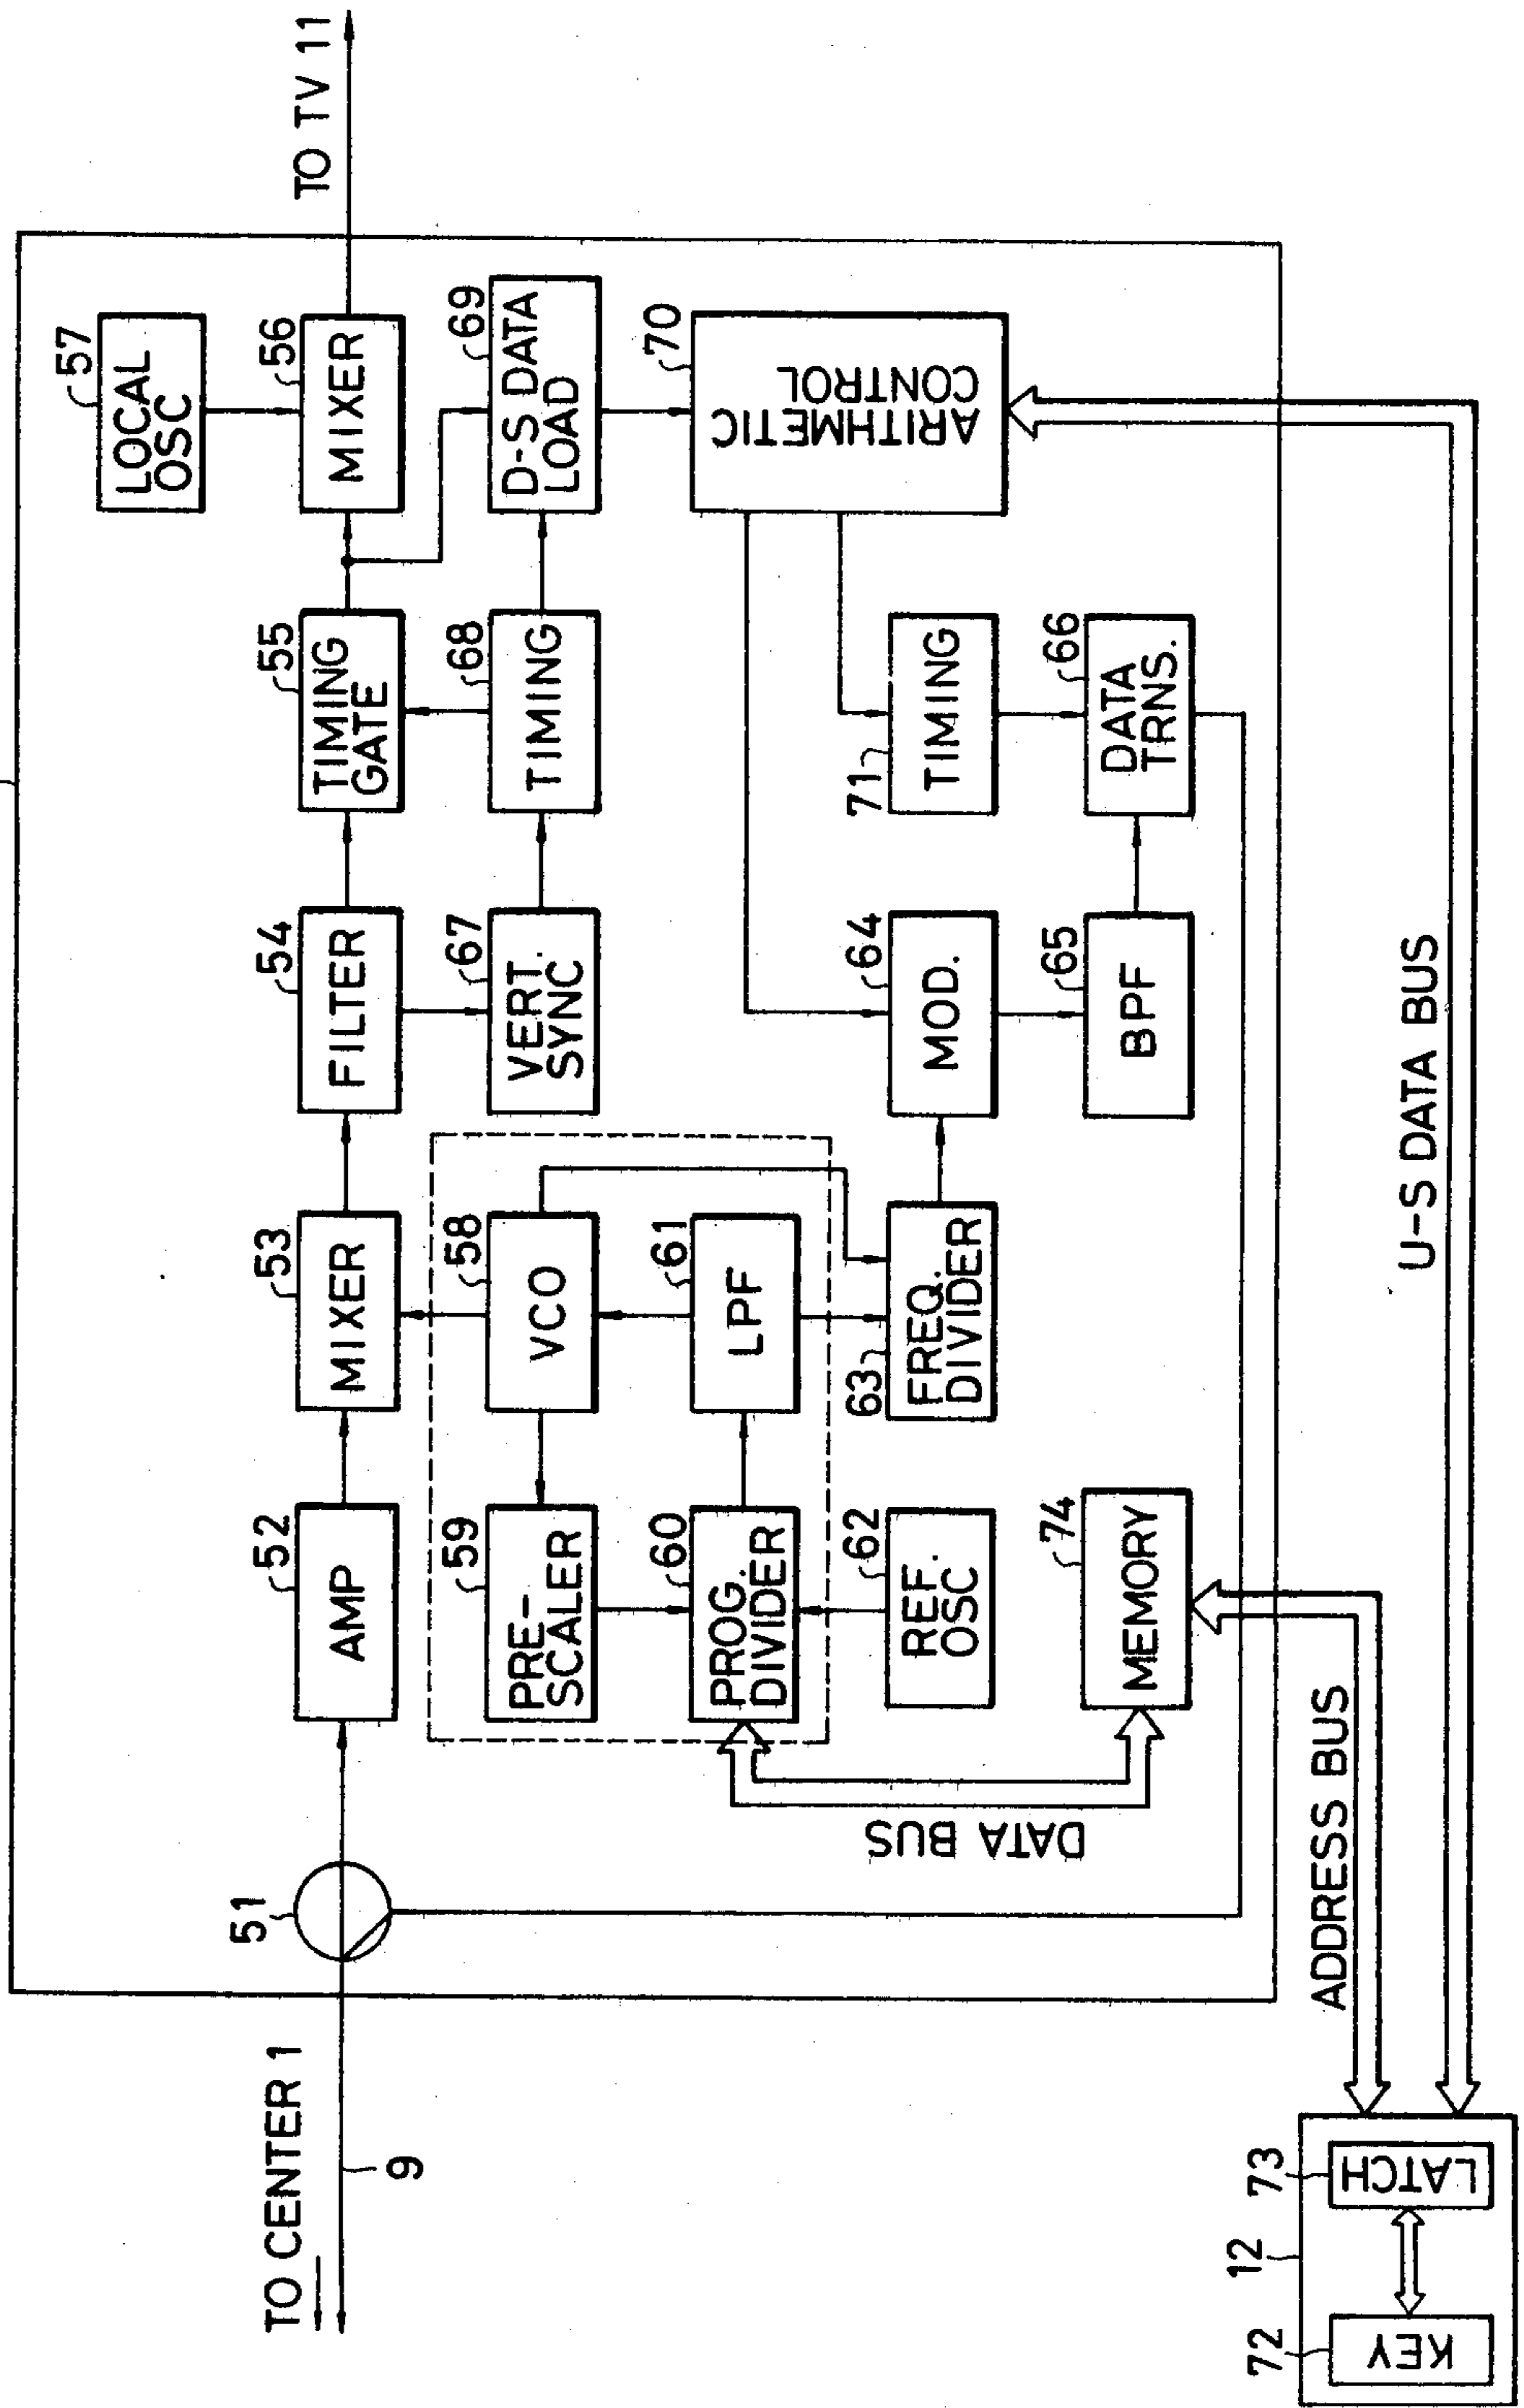 TO CENTER 1
9
51
52
AMP
53
MIXER
54
FILTER
55
TIMING
GATE
56
MIXER
57
LOCAL
OSC
TO TV 11
59
PRE-
SCALER
58
VCO
67
VERT.
SYNC
68
TIMING
69
D-S DATA
LOAD
60
PROG.
DIVIDER
61
LPF
70
ARITHMETIC
CONTROL
62
REF.
OSC
63
FREQ.
DIVIDER
64
MOD.
71
TIMING
DATA BUS
74
MEMORY
65
BPF
66
DATA
TRNS.
ADDRESS BUS
U-S DATA BUS
12
72
KEY
73
LATCH